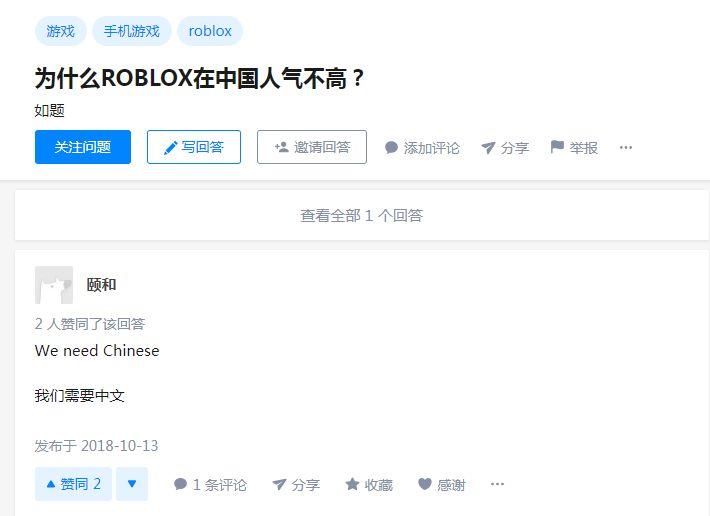 游戏 手机游戏 roblox
为什么ROBLOX在中国人气不高？
如题
关注问题 写回答 邀请回答 添加评论 分享 举报 ...
查看全部 1 个回答
颐和
2 人赞同了该回答
We need Chinese
我们需要中文
发布于 2018-10-13
赞同 2 1 条评论 分享 收藏 感谢 ...